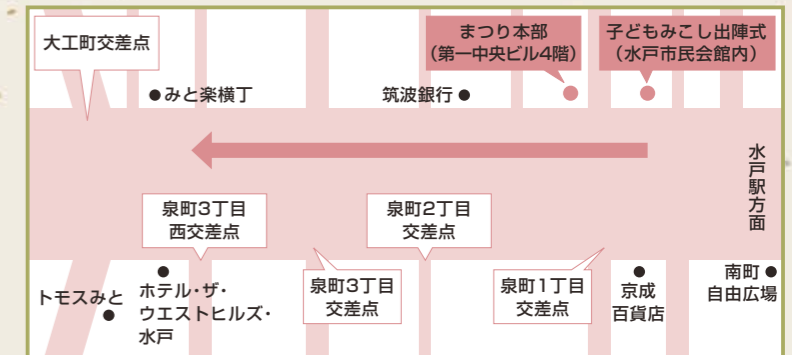 大工町交差点
まつり本部
（第一中央ビル4階）
子どもみこし出陣式
（水戸市民会館内）
●みと楽横丁
筑波銀行●
水戸駅方面
泉町3丁目
西交差点
泉町2丁目
交差点
泉町3丁目
交差点
泉町1丁目
交差点
トモスみと
●
●
ホテル・ザ・
ウエストヒルズ・
水戸
●
京成
百貨店
南町●
自由広場